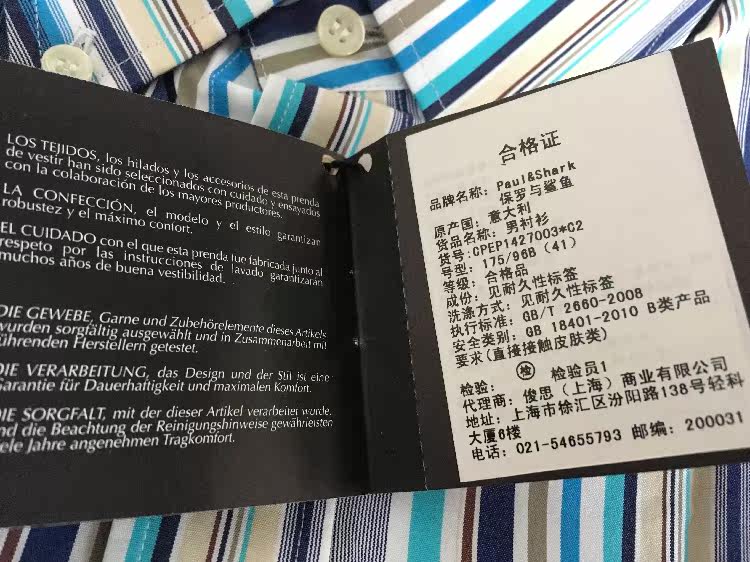 LOS TEJIDOS, los hilados y los accesorios de esta prenda
de vestir han sido seleccionados con cuidado y ensayados
con la colaboración de los mayores productores.
LA CONFECCIÓN, el modelo y el estilo garantizan
robustez y el máximo confort.
EL CUIDADO con el que esta prenda fue fabricada junto al
respeto por las instrucciones de lavado garantizarán
muchos años de buena vestibilidad.
DIE GEWEBE, Garne und Zubehörelemente dieses Artikels
wurden sorgfältig ausgewählt und in Zusammenarbeit mit
führenden Herstellern getestet.
DIE VERARBEITUNG, das Design und der Stil ist eine
Garantie für Dauerhaftigkeit und maximalen Komfort.
DIE SORGFALT, mit der dieser Artikel verarbeitet wurde,
und die Beachtung der Reinigungshinweise gewährleisten
viele Jahre angenehmen Tragkomfort.
合格证
品牌名称: Paul&Shark
保罗与鲨鱼
原产国: 意大利
货品名称: 男衬衫
货号: CPEP1427003*C2
号型: 175/96B (41)
等级: 合格品
成份: 见耐久性标签
洗涤方式: 见耐久性标签
执行标准: GB/T 2660-2008
安全类别: GB 18401-2010 B类产品
要求(直接接触皮肤类)
检验: 检 检验员1
代理商: 俊思 (上海) 商业有限公司
地址: 上海市徐汇区汾阳路138号轻科
大厦6楼
电话: 021-54655793 邮编: 200031